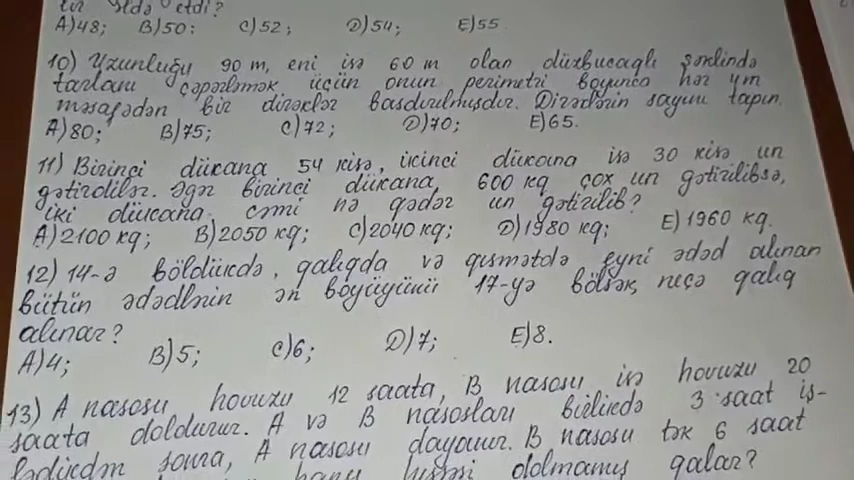 əldə etdi?
A)48; B)50; C)52; D)54; E)55
10) Uzunluğu 90 m, eni isə 60 m olan düzbucaqlı şəklində
tarlanı çəpərləmək üçün onun perimetri boyunca hər 4m
məsafədən bir dirəklər basdırılmışdır. Dirəklərin sayını tapın.
A)80; B)75; C)72; D)70; E)65.
11) Birinci dükana 54 kisə, ikinci dükana isə 30 kisə un
gətirdilər. Əgər birinci dükana 600 kq çox un gətirilibsə,
iki dükana cəmi nə qədər un gətirilib?
A)2100 kq; B)2050 kq; C)2040 kq; D)1980 kq; E)1960 kq.
12) 14-ə böldükdə, qalıqda və qismətdə eyni ədəd alınan
bütün ədədlərin ən böyüyünü 17-yə bölsək, neçə qalıq
alınar?
A)4; B)5; C)6; D)7; E)8.
13) A nasosu hovuzu 12 saata, B nasosu isə hovuzu 20
saata doldurur. A və B nasosları birlikdə 3 saat iş-
lədikdən sonra, A nasosu dayanır. B nasosu tək 6 saat
hansı hissəsi dolmamış qalar?